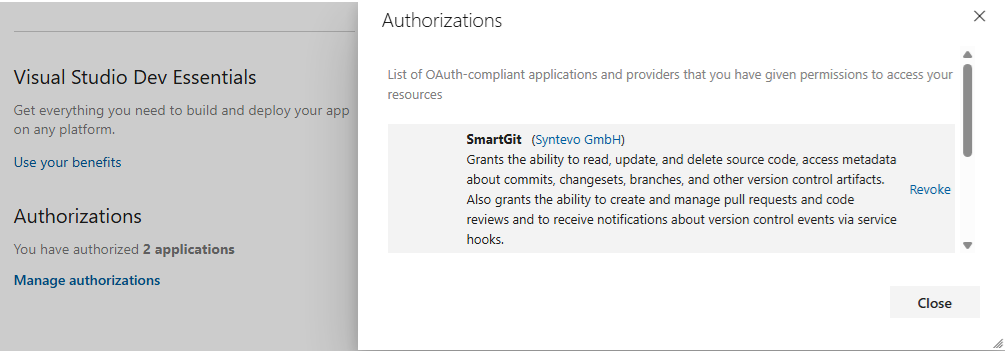 Visual Studio Dev Essentials
Get everything you need to build and deploy your app
on any platform.
Use your benefits
Authorizations
You have authorized 2 applications
Manage authorizations
Authorizations
List of OAuth-compliant applications and providers that you have given permissions to access your
resources
SmartGit (Syntevo GmbH)
Grants the ability to read, update, and delete source code, access metadata
about commits, changesets, branches, and other version control artifacts.
Also grants the ability to create and manage pull requests and code
reviews and to receive notifications about version control events via service
hooks.
Revoke
Close